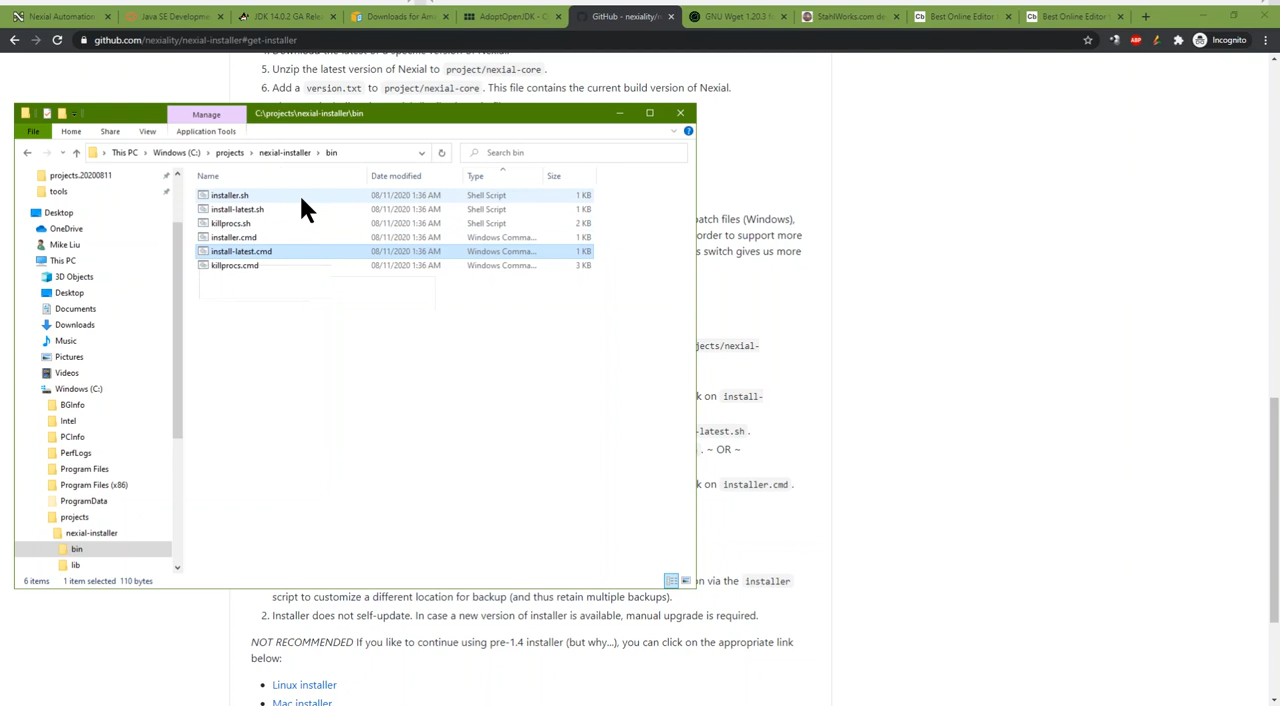 Nexial Automation
Java SE Developme
JDK 14.0.2 GA Relea
Downloads for Ama
AdoptOpenJDK - O
GitHub - nexiality/n
GNU Wget 1.20.3 fo
StahlWorks.com de
Best Online Editor
Best Online Editor
github.com/nexiality/nexial-installer#get-installer
ABP
Incognito
5. Unzip the latest version of Nexial to project/nexial-core .
6. Add a version.txt to project/nexial-core . This file contains the current build version of Nexial.
Manage
C:\projects\nexial-installer\bin
File
Home
Share
View
Application Tools
This PC
Windows (C:)
projects
nexial-installer
bin
Search bin
projects.20200811
tools
Desktop
OneDrive
Mike Liu
This PC
3D Objects
Desktop
Documents
Downloads
Music
Pictures
Videos
Windows (C:)
BGInfo
Intel
PCInfo
PerfLogs
Program Files
Program Files (x86)
ProgramData
projects
nexial-installer
bin
lib
Name
Date modified
Type
Size
installer.sh 08/11/2020 1:36 AM Shell Script 1 KB
install-latest.sh 08/11/2020 1:36 AM Shell Script 1 KB
killprocs.sh 08/11/2020 1:36 AM Shell Script 2 KB
installer.cmd 08/11/2020 1:36 AM Windows Comma... 1 KB
install-latest.cmd 08/11/2020 1:36 AM Windows Comma... 1 KB
killprocs.cmd 08/11/2020 1:36 AM Windows Comma... 3 KB
6 items
1 item selected 110 bytes
batch files (Windows),
order to support more
s switch gives us more
jects/nexial-
k on install-
-latest.sh .
. ~ OR ~
k on installer.cmd .
n via the installer
script to customize a different location for backup (and thus retain multiple backups).
2. Installer does not self-update. In case a new version of installer is available, manual upgrade is required.
NOT RECOMMENDED If you like to continue using pre-1.4 installer (but why...), you can click on the appropriate link
below:
Linux installer
Mac installer